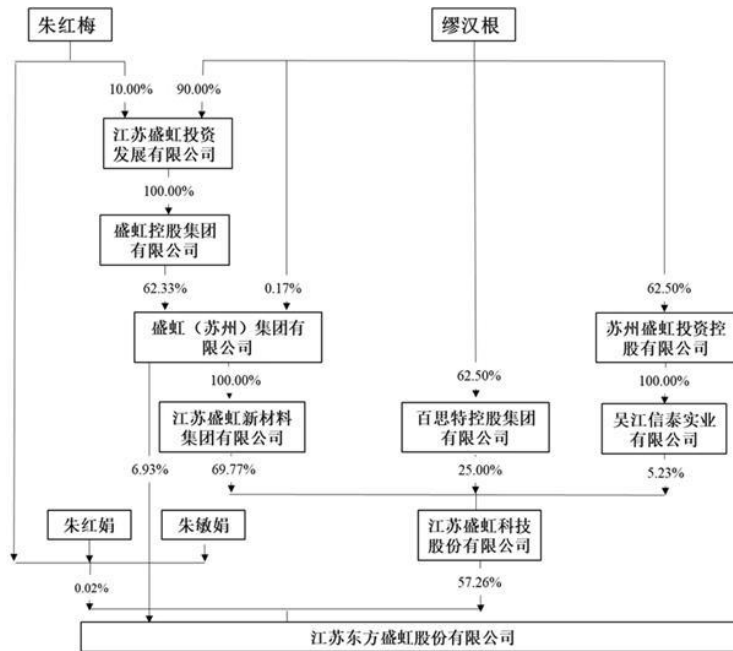 朱红梅
缪汉根
10.00%
90.00%
江苏盛虹投资
发展有限公司
100.00%
盛虹控股集团
有限公司
62.33%
0.17%
62.50%
盛虹（苏州）集团有
限公司
苏州盛虹投资控
股有限公司
100.00%
62.50%
100.00%
江苏盛虹新材料
集团有限公司
百思特控股集团
有限公司
吴江信泰实业
有限公司
6.93%
69.77%
25.00%
5.23%
朱红娟
朱敏娟
江苏盛虹科技
股份有限公司
0.02%
57.26%
江苏东方盛虹股份有限公司